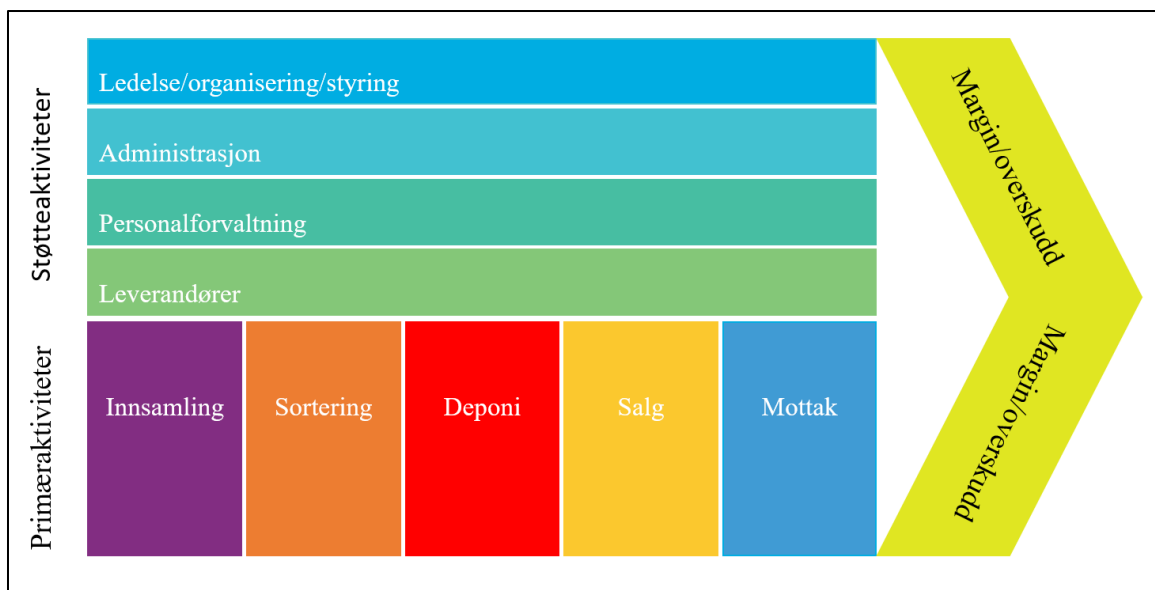 Støtteaktiviteter
Ledelse/organisering/styring
Administrasjon
Personalforvaltning
Leverandører
Primæraktiviteter
Innsamling
Sortering
Deponi
Salg
Mottak
Margin/overskudd
Margin/overskudd